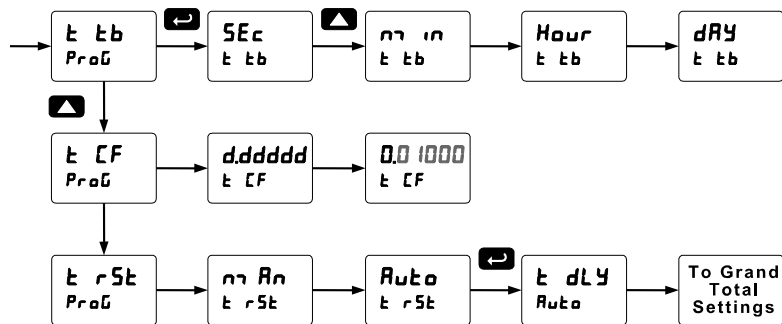 t tb
ProG
SEc
t tb
min
t tb
Hour
t tb
dAY
t tb
t CF
ProG
d.ddddd
t CF
0.01000
t CF
t rSt
ProG
mAn
t rSt
Auto
t rSt
t dLY
Auto
To Grand
Total
Settings